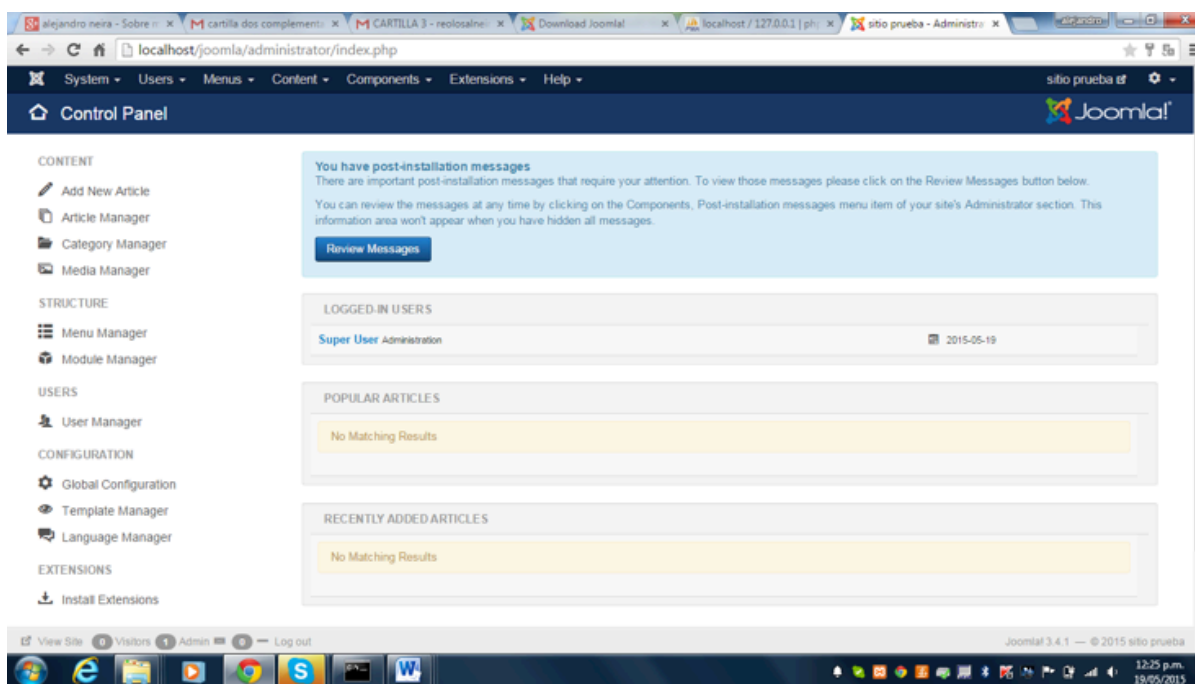 alejandro neira - Sobre
cartilla dos complement
CARTILLA 3 - reolosalne
Download Joomla!
localhost / 127.0.0.1 | ph
sitio prueba - Administra
alejandro
localhost/joomla/administrator/index.php
System Users Menus Content Components Extensions Help sitio prueba
Control Panel
Joomla!
CONTENT
Add New Article
Article Manager
Category Manager
Media Manager
STRUCTURE
Menu Manager
Module Manager
USERS
User Manager
CONFIGURATION
Global Configuration
Template Manager
Language Manager
EXTENSIONS
Install Extensions
You have post-installation messages
There are important post-installation messages that require your attention. To view those messages please click on the Review Messages button below.
You can review the messages at any time by clicking on the Components, Post-installation messages menu item of your site's Administrator section. This
information area won't appear when you have hidden all messages.
Review Messages
LOGGED-IN USERS
Super User Administration 2015-05-19
POPULAR ARTICLES
No Matching Results
RECENTLY ADDED ARTICLES
No Matching Results
View Site 0 Visitors 1 Admin 0 Log out Joomla! 3.4.1 — © 2015 sitio prueba
12:25 p.m.
19/05/2015